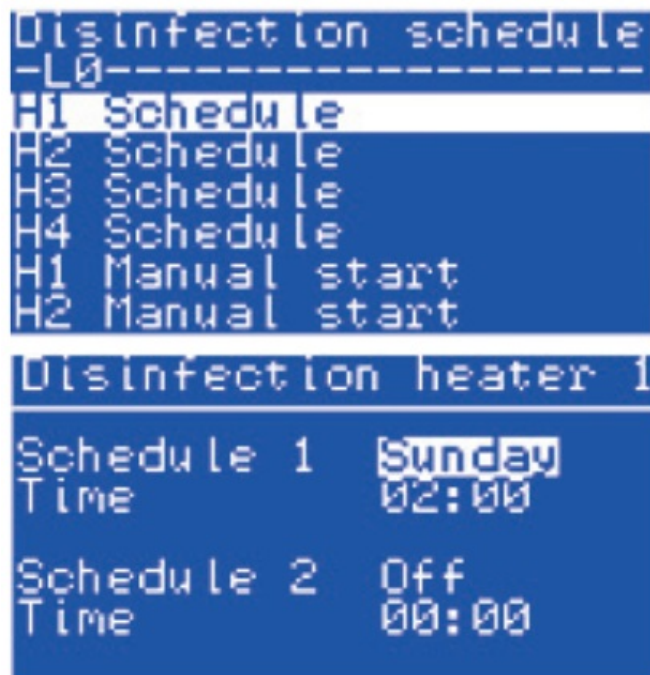 Disinfection schedule
-L0--------------------
H1 Schedule
H2 Schedule
H3 Schedule
H4 Schedule
H1 Manual start
H2 Manual start
Disinfection heater 1
Schedule 1 Sunday
Time 02:00
Schedule 2 Off
Time 00:00